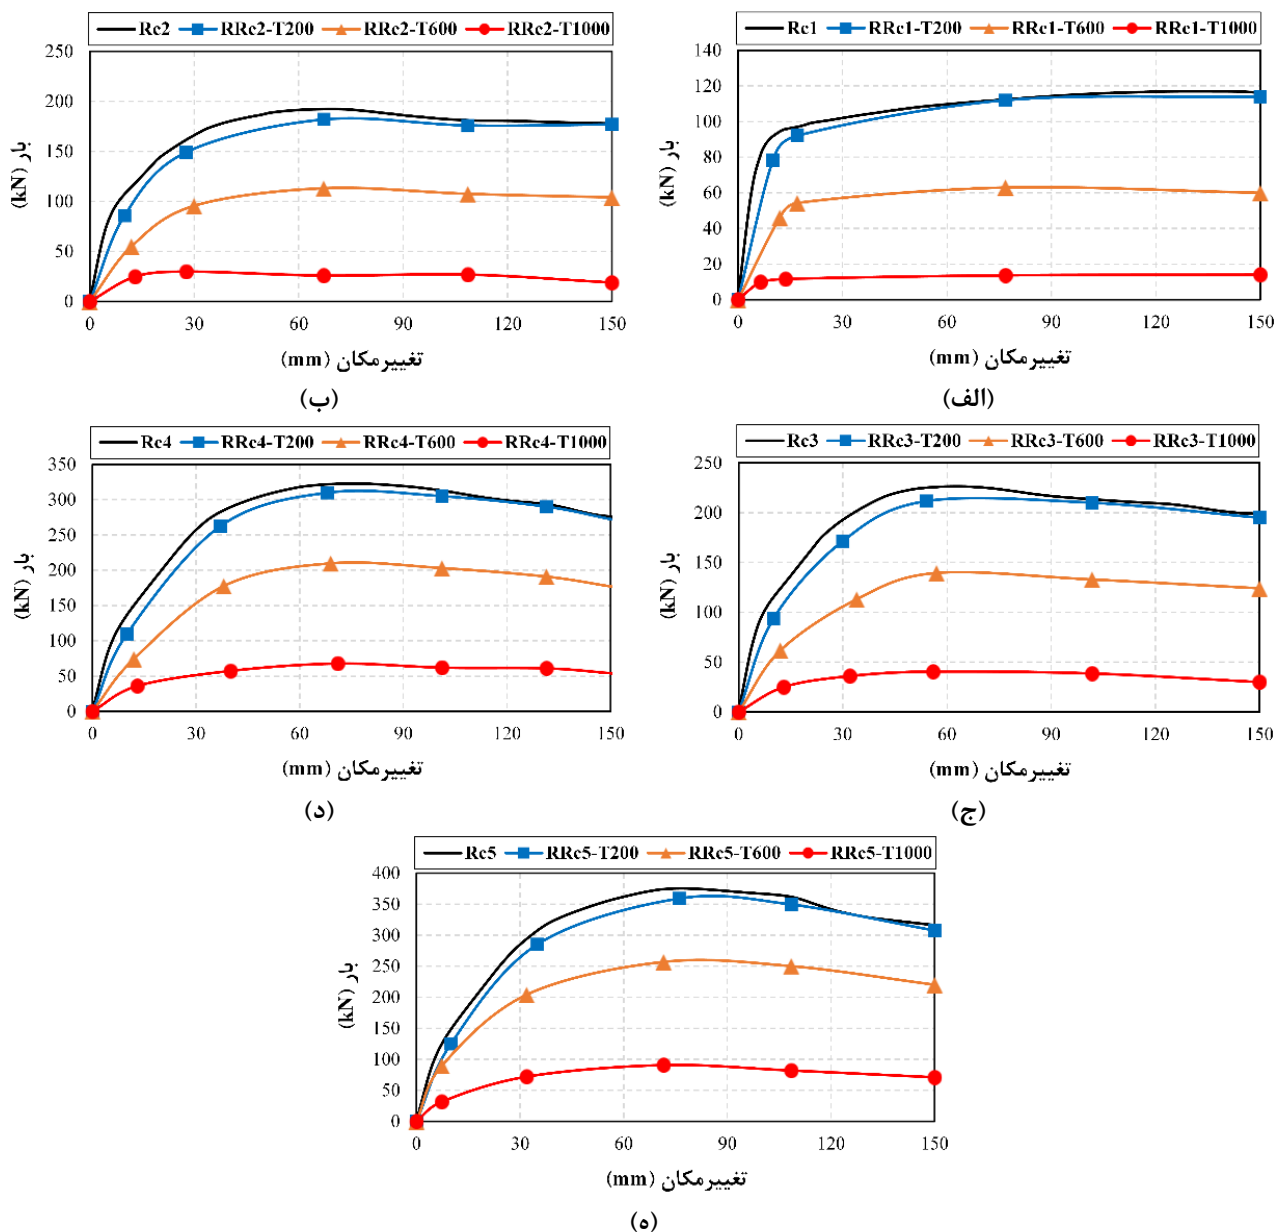 Rc2 RRc2-T200 RRc2-T600 RRc2-T1000
250
200
150
100
50
0
بار (kN)
0 30 60 90 120 150
تغییرمکان (mm)
(ب)
Rc1 RRc1-T200 RRc1-T600 RRc1-T1000
140
120
100
80
60
40
20
0
بار (kN)
0 30 60 90 120 150
تغییرمکان (mm)
(الف)
Rc4 RRc4-T200 RRc4-T600 RRc4-T1000
350
300
250
200
150
100
50
0
بار (kN)
0 30 60 90 120 150
تغییرمکان (mm)
(د)
Rc3 RRc3-T200 RRc3-T600 RRc3-T1000
250
200
150
100
50
0
بار (kN)
0 30 60 90 120 150
تغییرمکان (mm)
(ج)
Rc5 RRc5-T200 RRc5-T600 RRc5-T1000
400
350
300
250
200
150
100
50
0
بار (kN)
0 30 60 90 120 150
تغییرمکان (mm)
(ه)